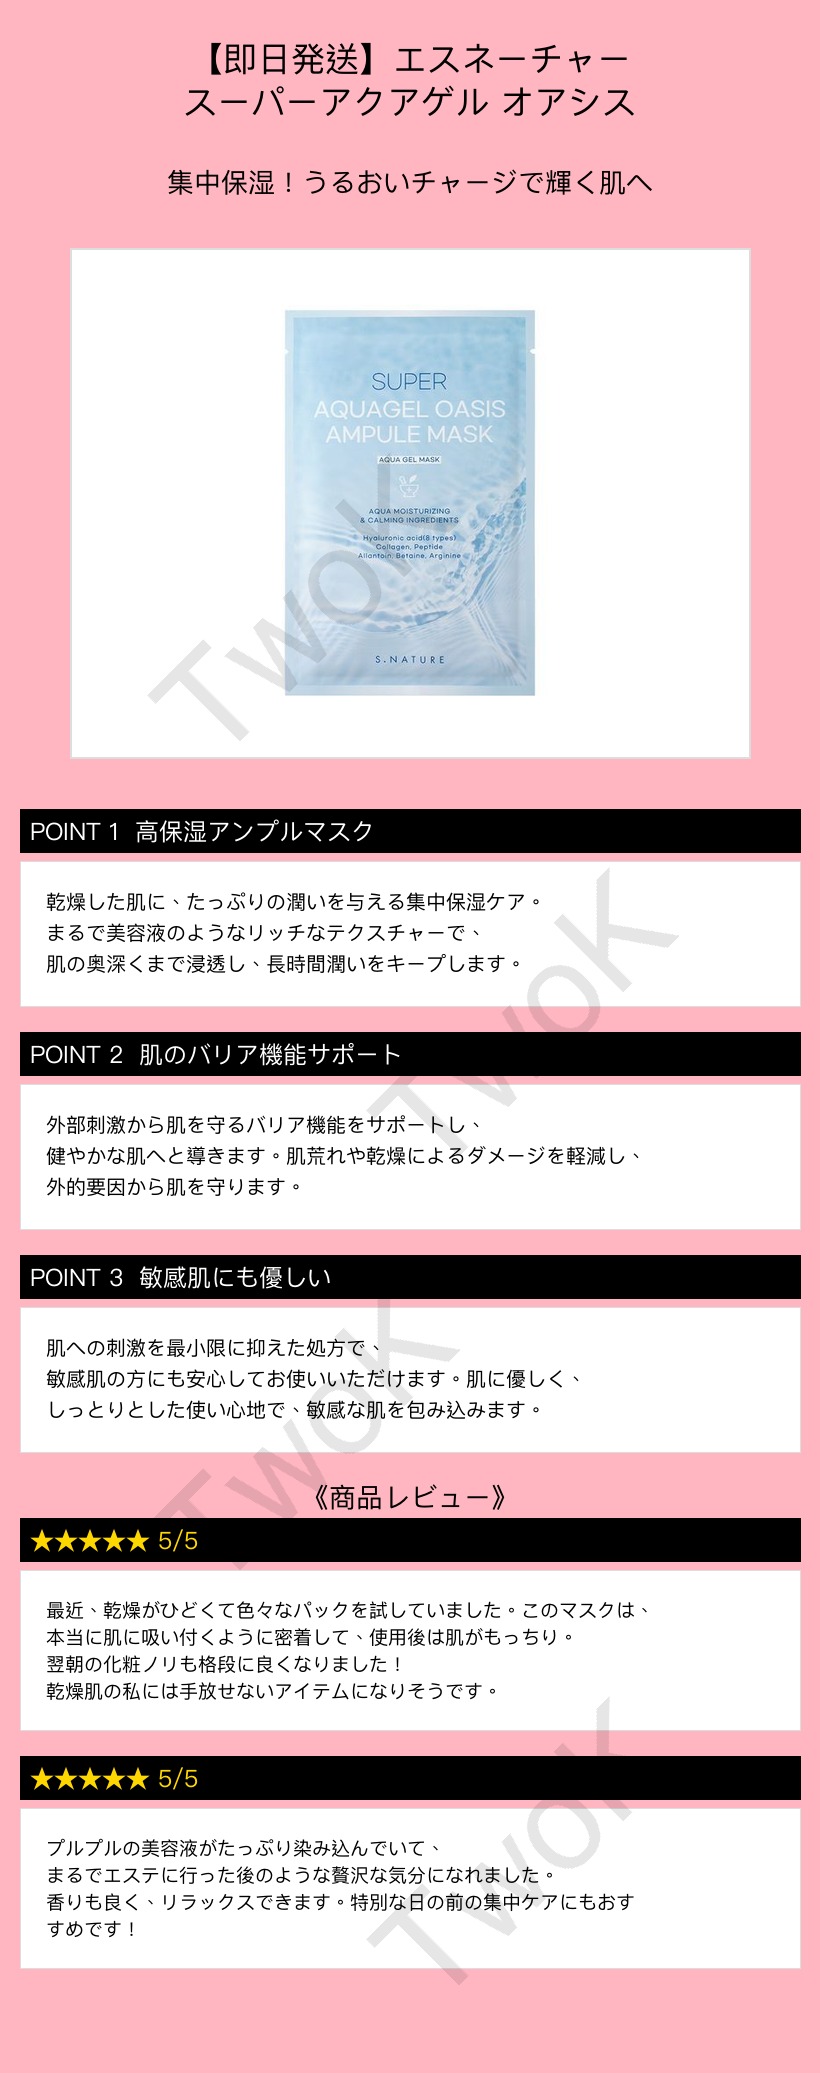 【即日発送】エスネーチャー
スーパーアクアゲル オアシス
集中保湿！うるおいチャージで輝く肌へ
SUPER
AQUAGEL OASIS
AMPULE MASK
AQUA GEL MASK
AQUA MOISTURIZING
& CALMING INGREDIENTS
Hyaluronic acid(8 types)
Collagen, Peptide
Allantoin, Betaine, Arginine
S.NATURE
TwoK
POINT 1 高保湿アンプルマスク
乾燥した肌に、たっぷりの潤いを与える集中保湿ケア。
まるで美容液のようなリッチなテクスチャーで、
肌の奥深くまで浸透し、長時間潤いをキープします。
TwoK
POINT 2 肌のバリア機能サポート
外部刺激から肌を守るバリア機能をサポートし、
健やかな肌へと導きます。肌荒れや乾燥によるダメージを軽減し、
外的要因から肌を守ります。
POINT 3 敏感肌にも優しい
肌への刺激を最小限に抑えた処方で、
敏感肌の方にも安心してお使いいただけます。肌に優しく、
しっとりとした使い心地で、敏感な肌を包み込みます。
TwoK
《商品レビュー》
★★★★★ 5/5
最近、乾燥がひどくて色々なパックを試していました。このマスクは、
本当に肌に吸い付くように密着して、使用後は肌がもっちり。
翌朝の化粧ノリも格段に良くなりました！
乾燥肌の私には手放せないアイテムになりそうです。
★★★★★ 5/5
プルプルの美容液がたっぷり染み込んでいて、
まるでエステに行った後のような贅沢な気分になれました。
香りも良く、リラックスできます。特別な日の前の集中ケアにもおす
すめです！
TwoK